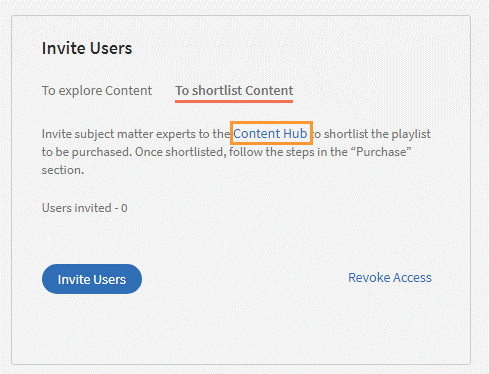 Invite Users
To explore Content To shortlist Content
Invite subject matter experts to the Content Hub to shortlist the playlist
to be purchased. Once shortlisted, follow the steps in the “Purchase”
section.
Users invited - 0
Invite Users Revoke Access